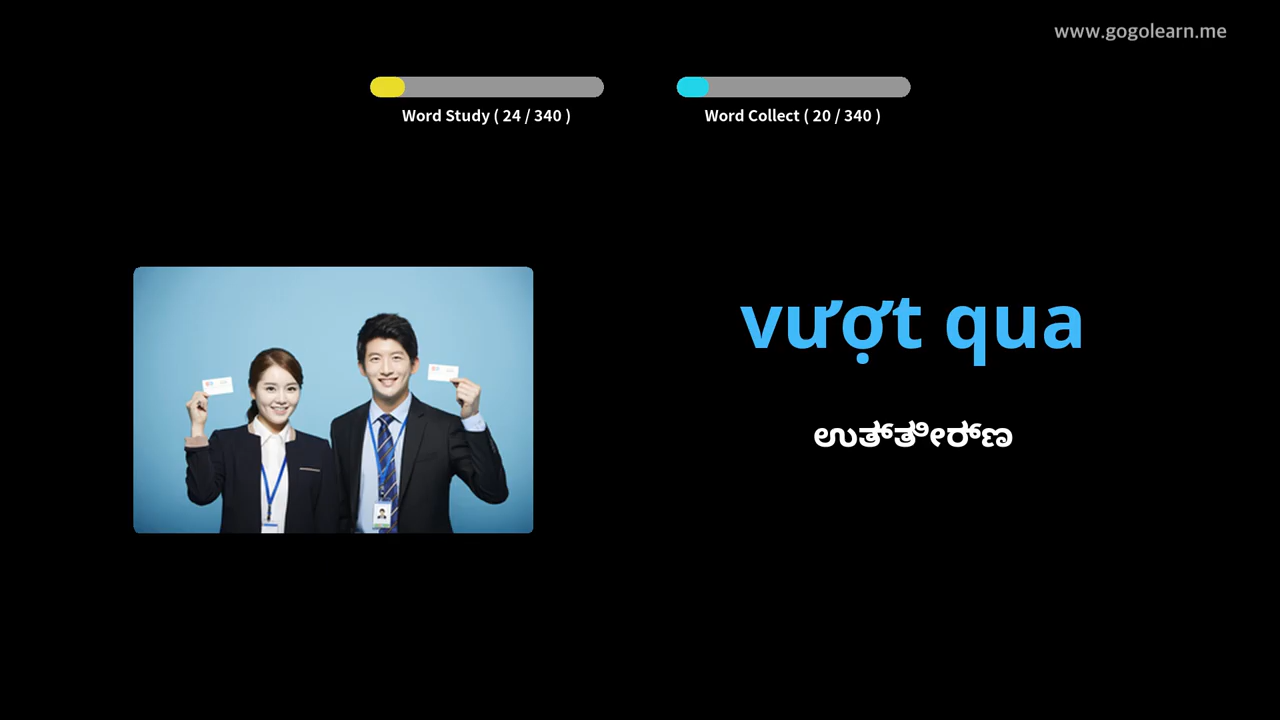 www.gogolearn.me
Word Study ( 24 / 340 )
Word Collect ( 20 / 340 )
vượt qua
ಉತ್ತೀರ್ಣ